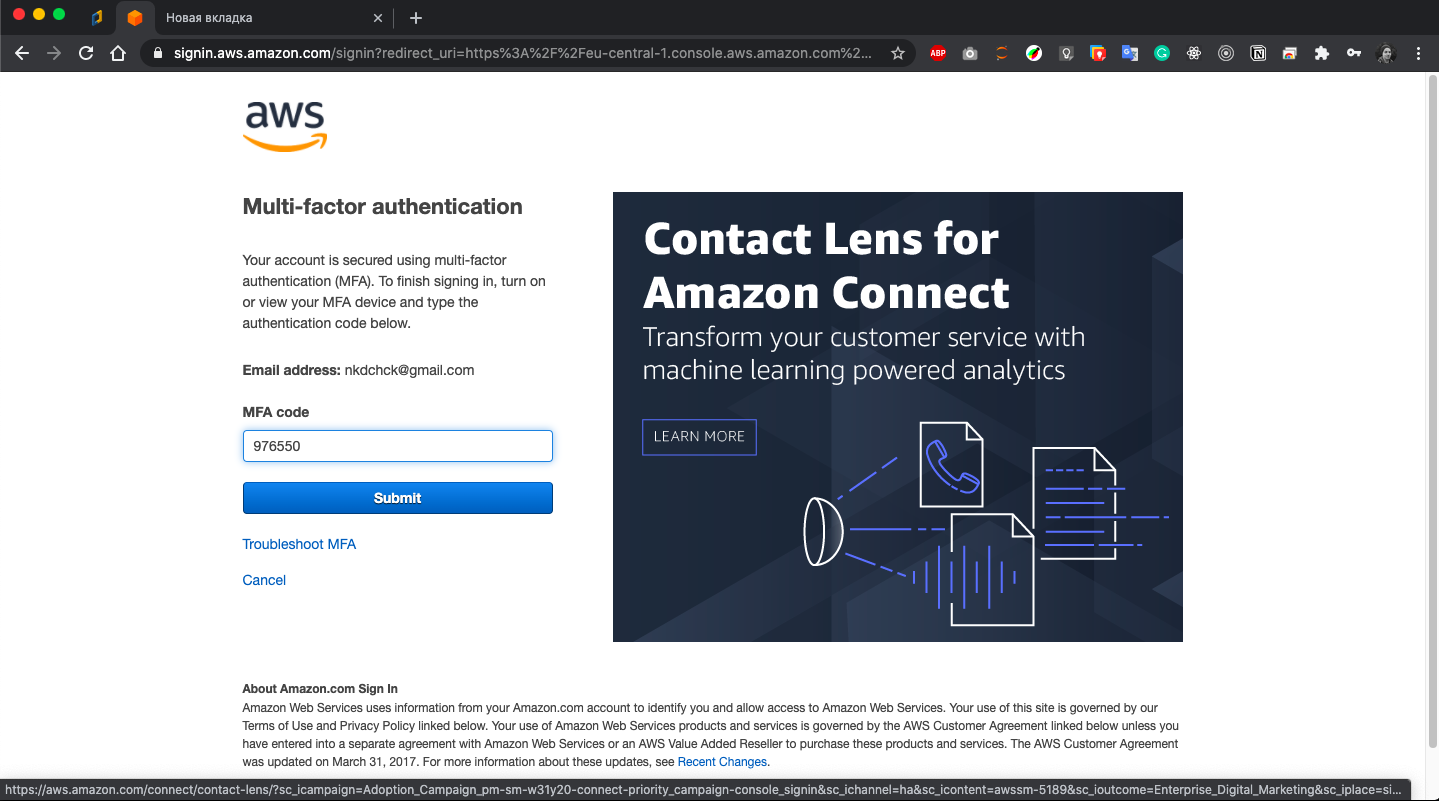 Новая вкладка
signin.aws.amazon.com/signin?redirect_uri=https%3A%2F%2Feu-central-1.console.aws.amazon.com%2...
ABP
aws
Multi-factor authentication
Your account is secured using multi-factor
authentication (MFA). To finish signing in, turn on
or view your MFA device and type the
authentication code below.
Email address: nkdchck@gmail.com
MFA code
976550
Submit
Troubleshoot MFA
Cancel
Contact Lens for
Amazon Connect
Transform your customer service with
machine learning powered analytics
LEARN MORE
About Amazon.com Sign In
Amazon Web Services uses information from your Amazon.com account to identify you and allow access to Amazon Web Services. Your use of this site is governed by our
Terms of Use and Privacy Policy linked below. Your use of Amazon Web Services products and services is governed by the AWS Customer Agreement linked below unless you
have entered into a separate agreement with Amazon Web Services or an AWS Value Added Reseller to purchase these products and services. The AWS Customer Agreement
was updated on March 31, 2017. For more information about these updates, see Recent Changes.
https://aws.amazon.com/connect/contact-lens/?sc_icampaign=Adoption_Campaign_pm-sm-w31y20-connect-priority_campaign-console_signin&sc_ichannel=ha&sc_icontent=awssm-5189&sc_ioutcome=Enterprise_Digital_Marketing&sc_iplace=si...